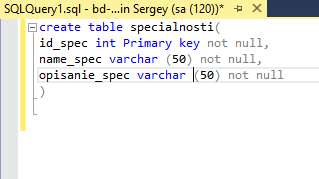 SQLQuery1.sql - bd-...in Sergey (sa (120))*
create table specialnosti(
id_spec int Primary key not null,
name_spec varchar (50) not null,
opisanie_spec varchar (50) not null
)